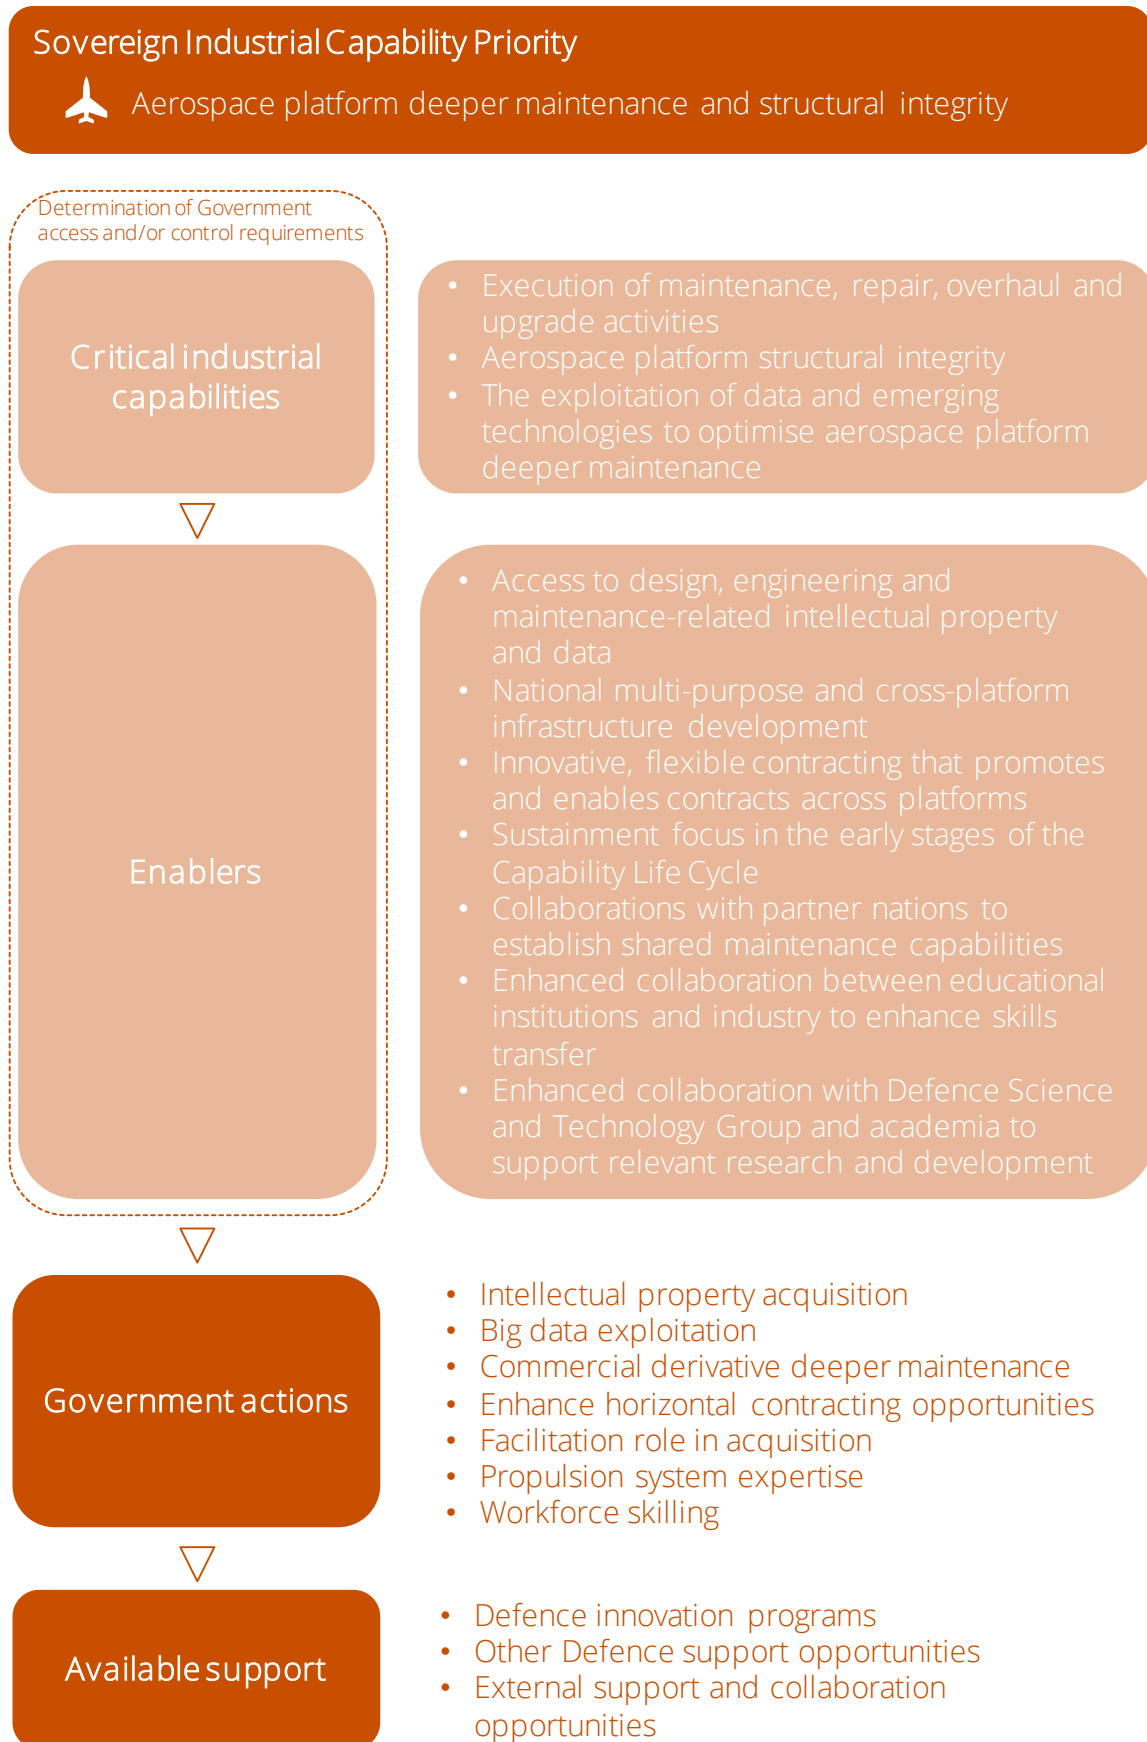 Sovereign Industrial Capability Priority
Aerospace platform deeper maintenance and structural integrity
Determination of Government
access and/or control requirements
Critical industrial
capabilities
• Execution of maintenance, repair, overhaul and
upgrade activities
• Aerospace platform structural integrity
• The exploitation of data and emerging
technologies to optimise aerospace platform
deeper maintenance
Enablers
• Access to design, engineering and
maintenance-related intellectual property
and data
• National multi-purpose and cross-platform
infrastructure development
• Innovative, flexible contracting that promotes
and enables contracts across platforms
• Sustainment focus in the early stages of the
Capability Life Cycle
• Collaborations with partner nations to
establish shared maintenance capabilities
• Enhanced collaboration between educational
institutions and industry to enhance skills
transfer
• Enhanced collaboration with Defence Science
and Technology Group and academia to
support relevant research and development
Government actions
• Intellectual property acquisition
• Big data exploitation
• Commercial derivative deeper maintenance
• Enhance horizontal contracting opportunities
• Facilitation role in acquisition
• Propulsion system expertise
• Workforce skilling
Available support
• Defence innovation programs
• Other Defence support opportunities
• External support and collaboration
opportunities